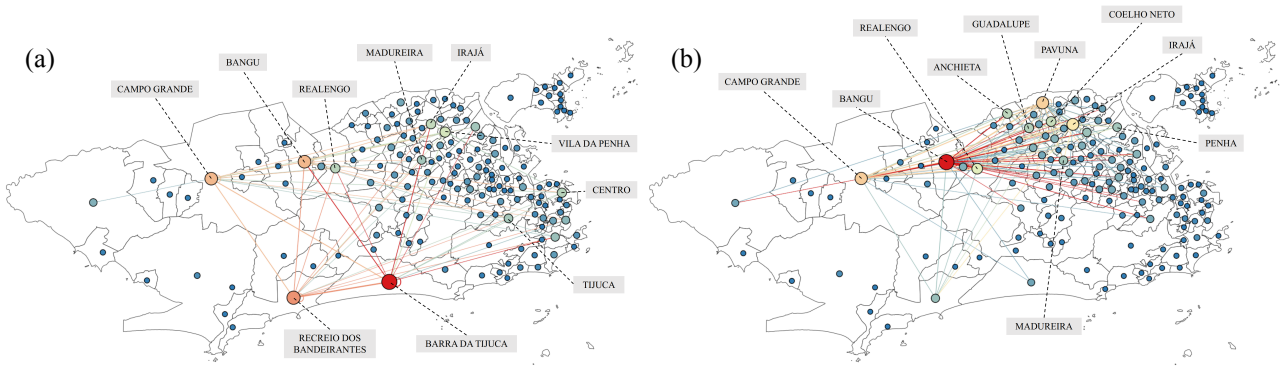 (a)
MADUREIRA
IRAJÁ
BANGU
CAMPO GRANDE
REALENGO
VILA DA PENHA
CENTRO
TIJUCA
RECREIO DOS
BANDEIRANTES
BARRA DA TIJUCA
(b)
REALENGO
GUADALUPE
COELHO NETO
PAVUNA
ANCHIETA
IRAJÁ
CAMPO GRANDE
BANGU
PENHA
MADUREIRA